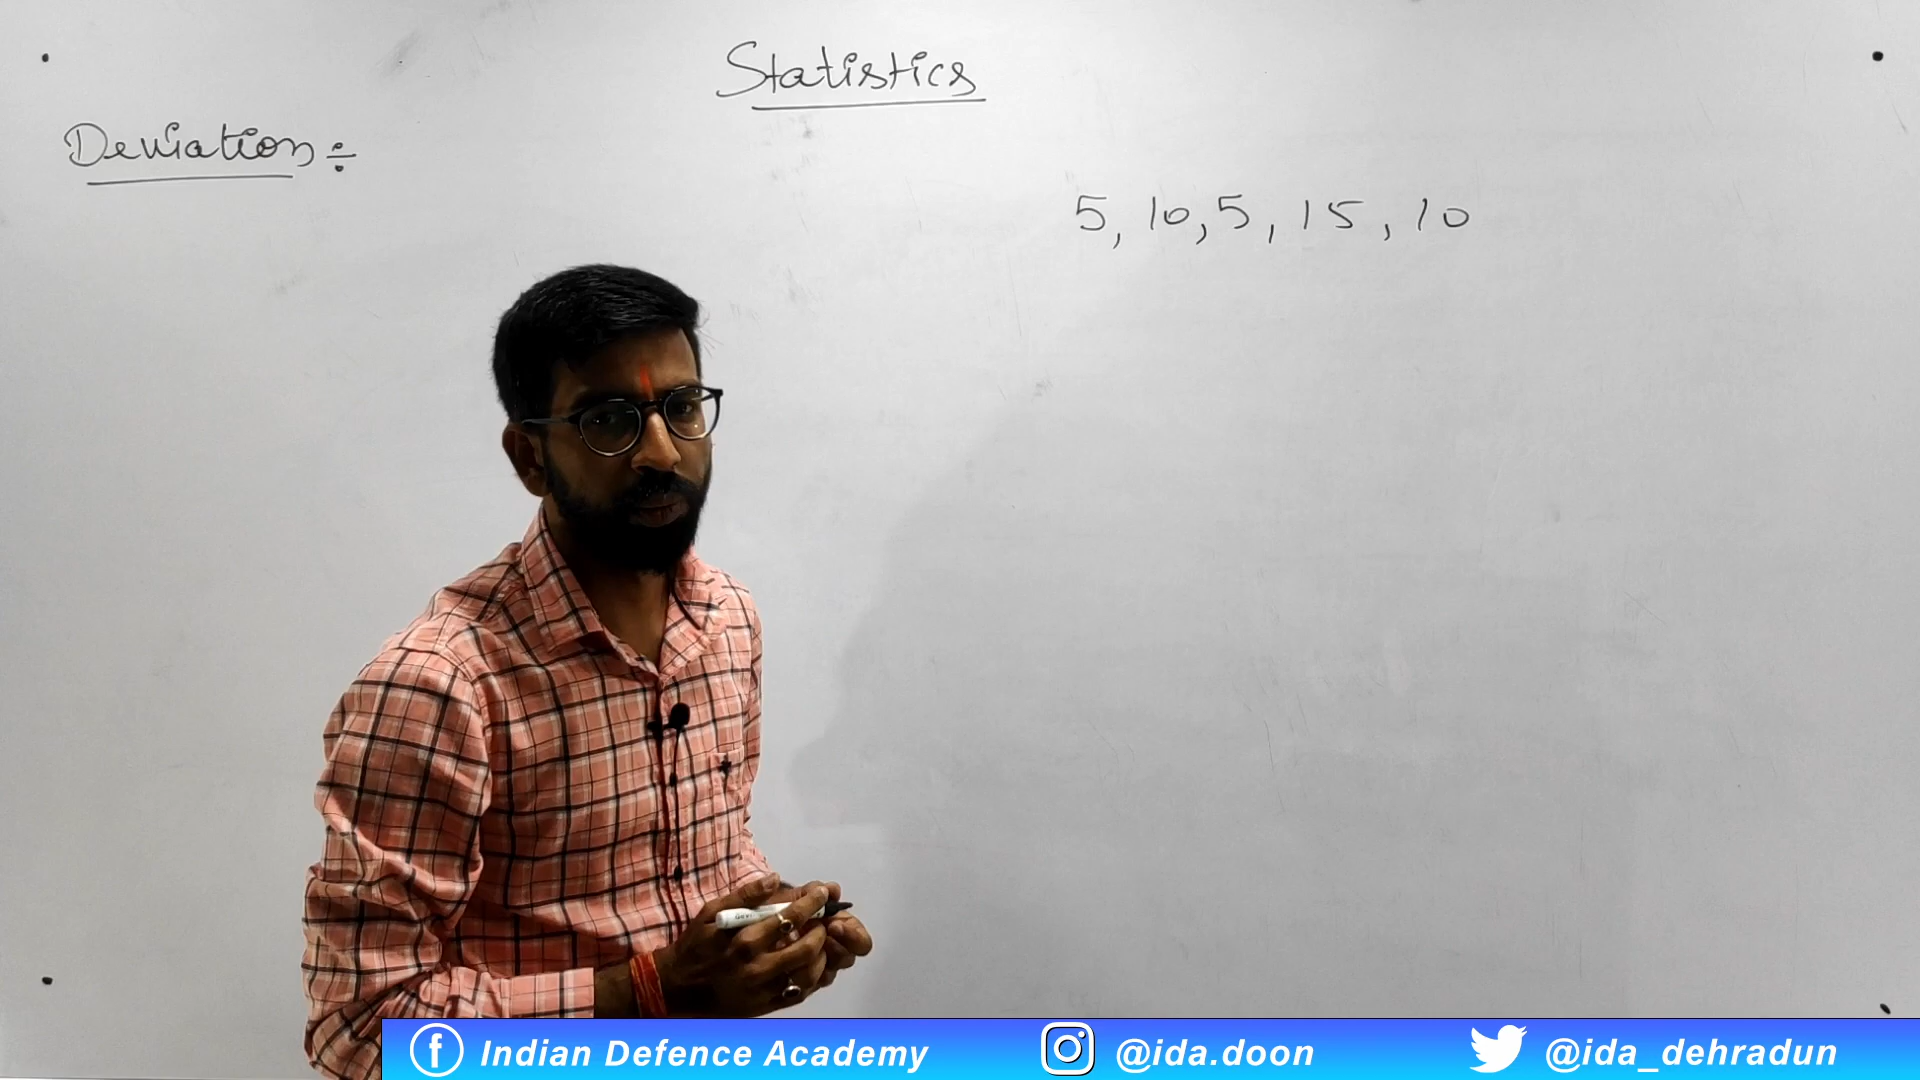 Statistics
Deviation ÷
5, 10, 5, 15, 10
Indian Defence Academy @ida.doon @ida_dehradun